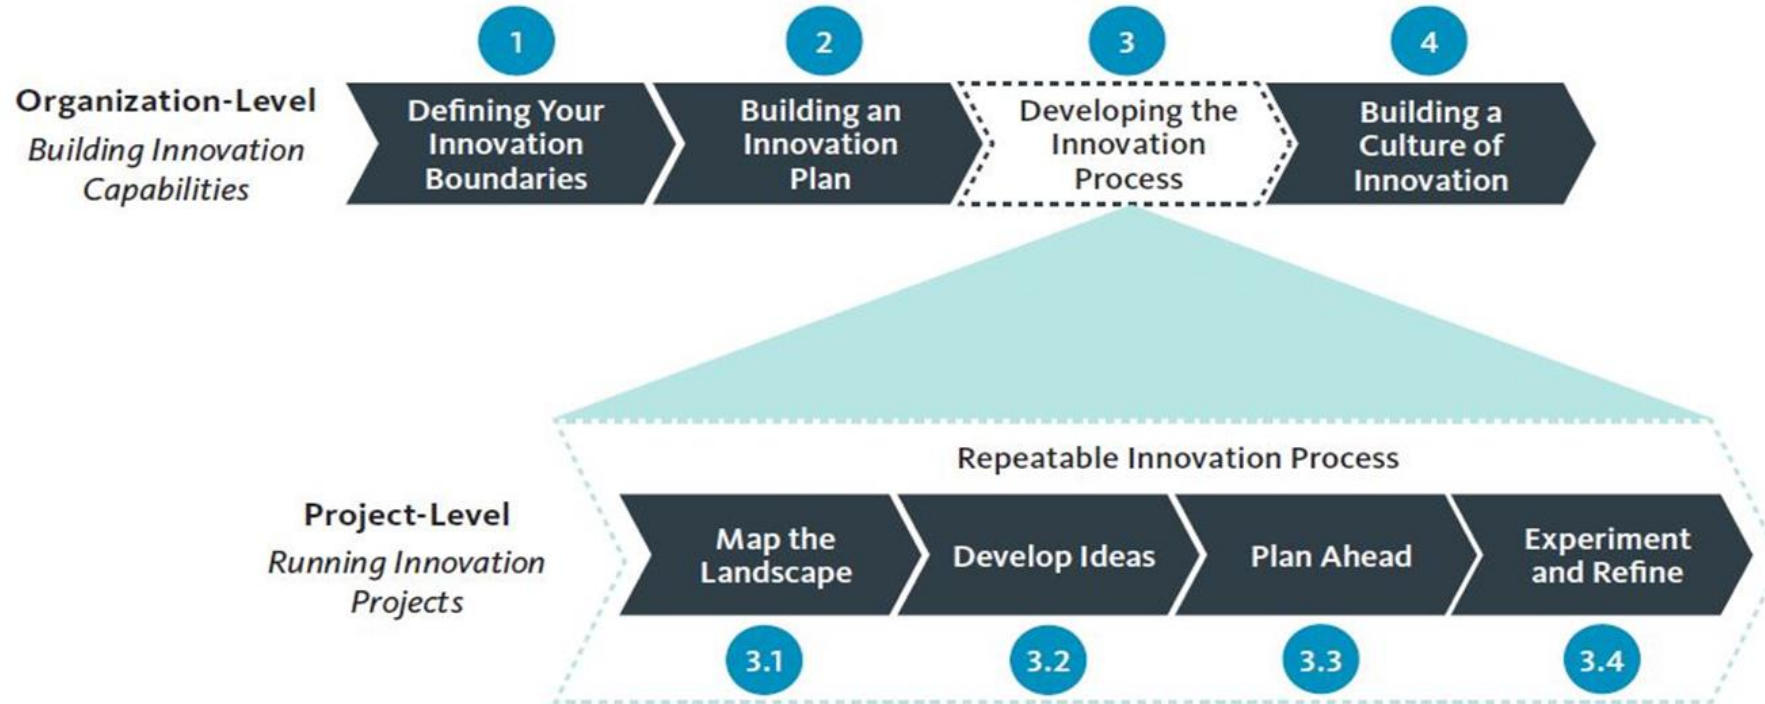 1
2
3
4
Organization-Level
Building Innovation
Capabilities
Defining Your
Innovation
Boundaries
Building an
Innovation
Plan
Developing the
Innovation
Process
Building a
Culture of
Innovation
Repeatable Innovation Process
Project-Level
Running Innovation
Projects
Map the
Landscape
Develop Ideas
Plan Ahead
Experiment
and Refine
3.1
3.2
3.3
3.4